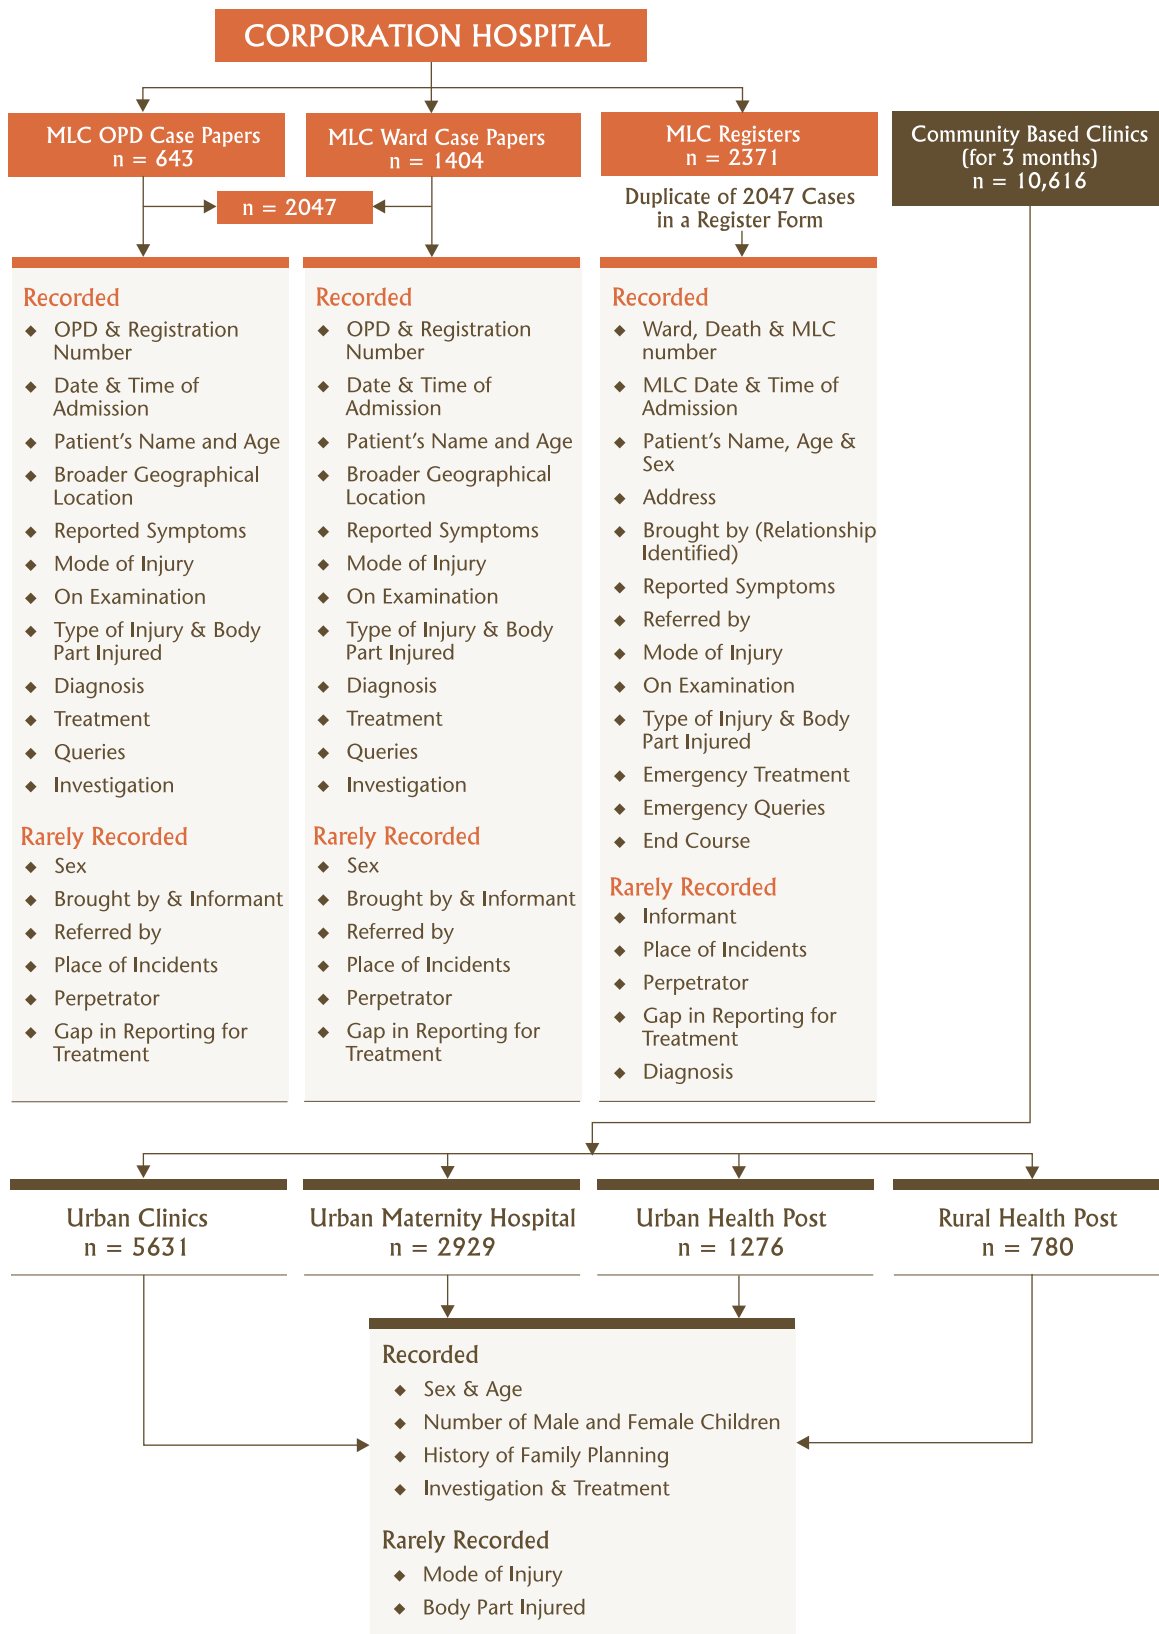 CORPORATION HOSPITAL
MLC OPD Case Papers
n = 643
MLC Ward Case Papers
n = 1404
MLC Registers
n = 2371
Community Based Clinics
(for 3 months)
n = 10,616
n = 2047
Duplicate of 2047 Cases
in a Register Form
Recorded
OPD & Registration
Number
Date & Time of
Admission
Patient's Name and Age
Broader Geographical
Location
Reported Symptoms
Mode of Injury
On Examination
Type of Injury & Body
Part Injured
Diagnosis
Treatment
Queries
Investigation
Rarely Recorded
Sex
Brought by & Informant
Referred by
Place of Incidents
Perpetrator
Gap in Reporting for
Treatment
Recorded
OPD & Registration
Number
Date & Time of
Admission
Patient's Name and Age
Broader Geographical
Location
Reported Symptoms
Mode of Injury
On Examination
Type of Injury & Body
Part Injured
Diagnosis
Treatment
Queries
Investigation
Rarely Recorded
Sex
Brought by & Informant
Referred by
Place of Incidents
Perpetrator
Gap in Reporting for
Treatment
Recorded
Ward, Death & MLC
number
MLC Date & Time of
Admission
Patient's Name, Age &
Sex
Address
Brought by (Relationship
Identified)
Reported Symptoms
Referred by
Mode of Injury
On Examination
Type of Injury & Body
Part Injured
Emergency Treatment
Emergency Queries
End Course
Rarely Recorded
Informant
Place of Incidents
Perpetrator
Gap in Reporting for
Treatment
Diagnosis
Urban Clinics
n = 5631
Urban Maternity Hospital
n = 2929
Urban Health Post
n = 1276
Rural Health Post
n = 780
Recorded
Sex & Age
Number of Male and Female Children
History of Family Planning
Investigation & Treatment
Rarely Recorded
Mode of Injury
Body Part Injured